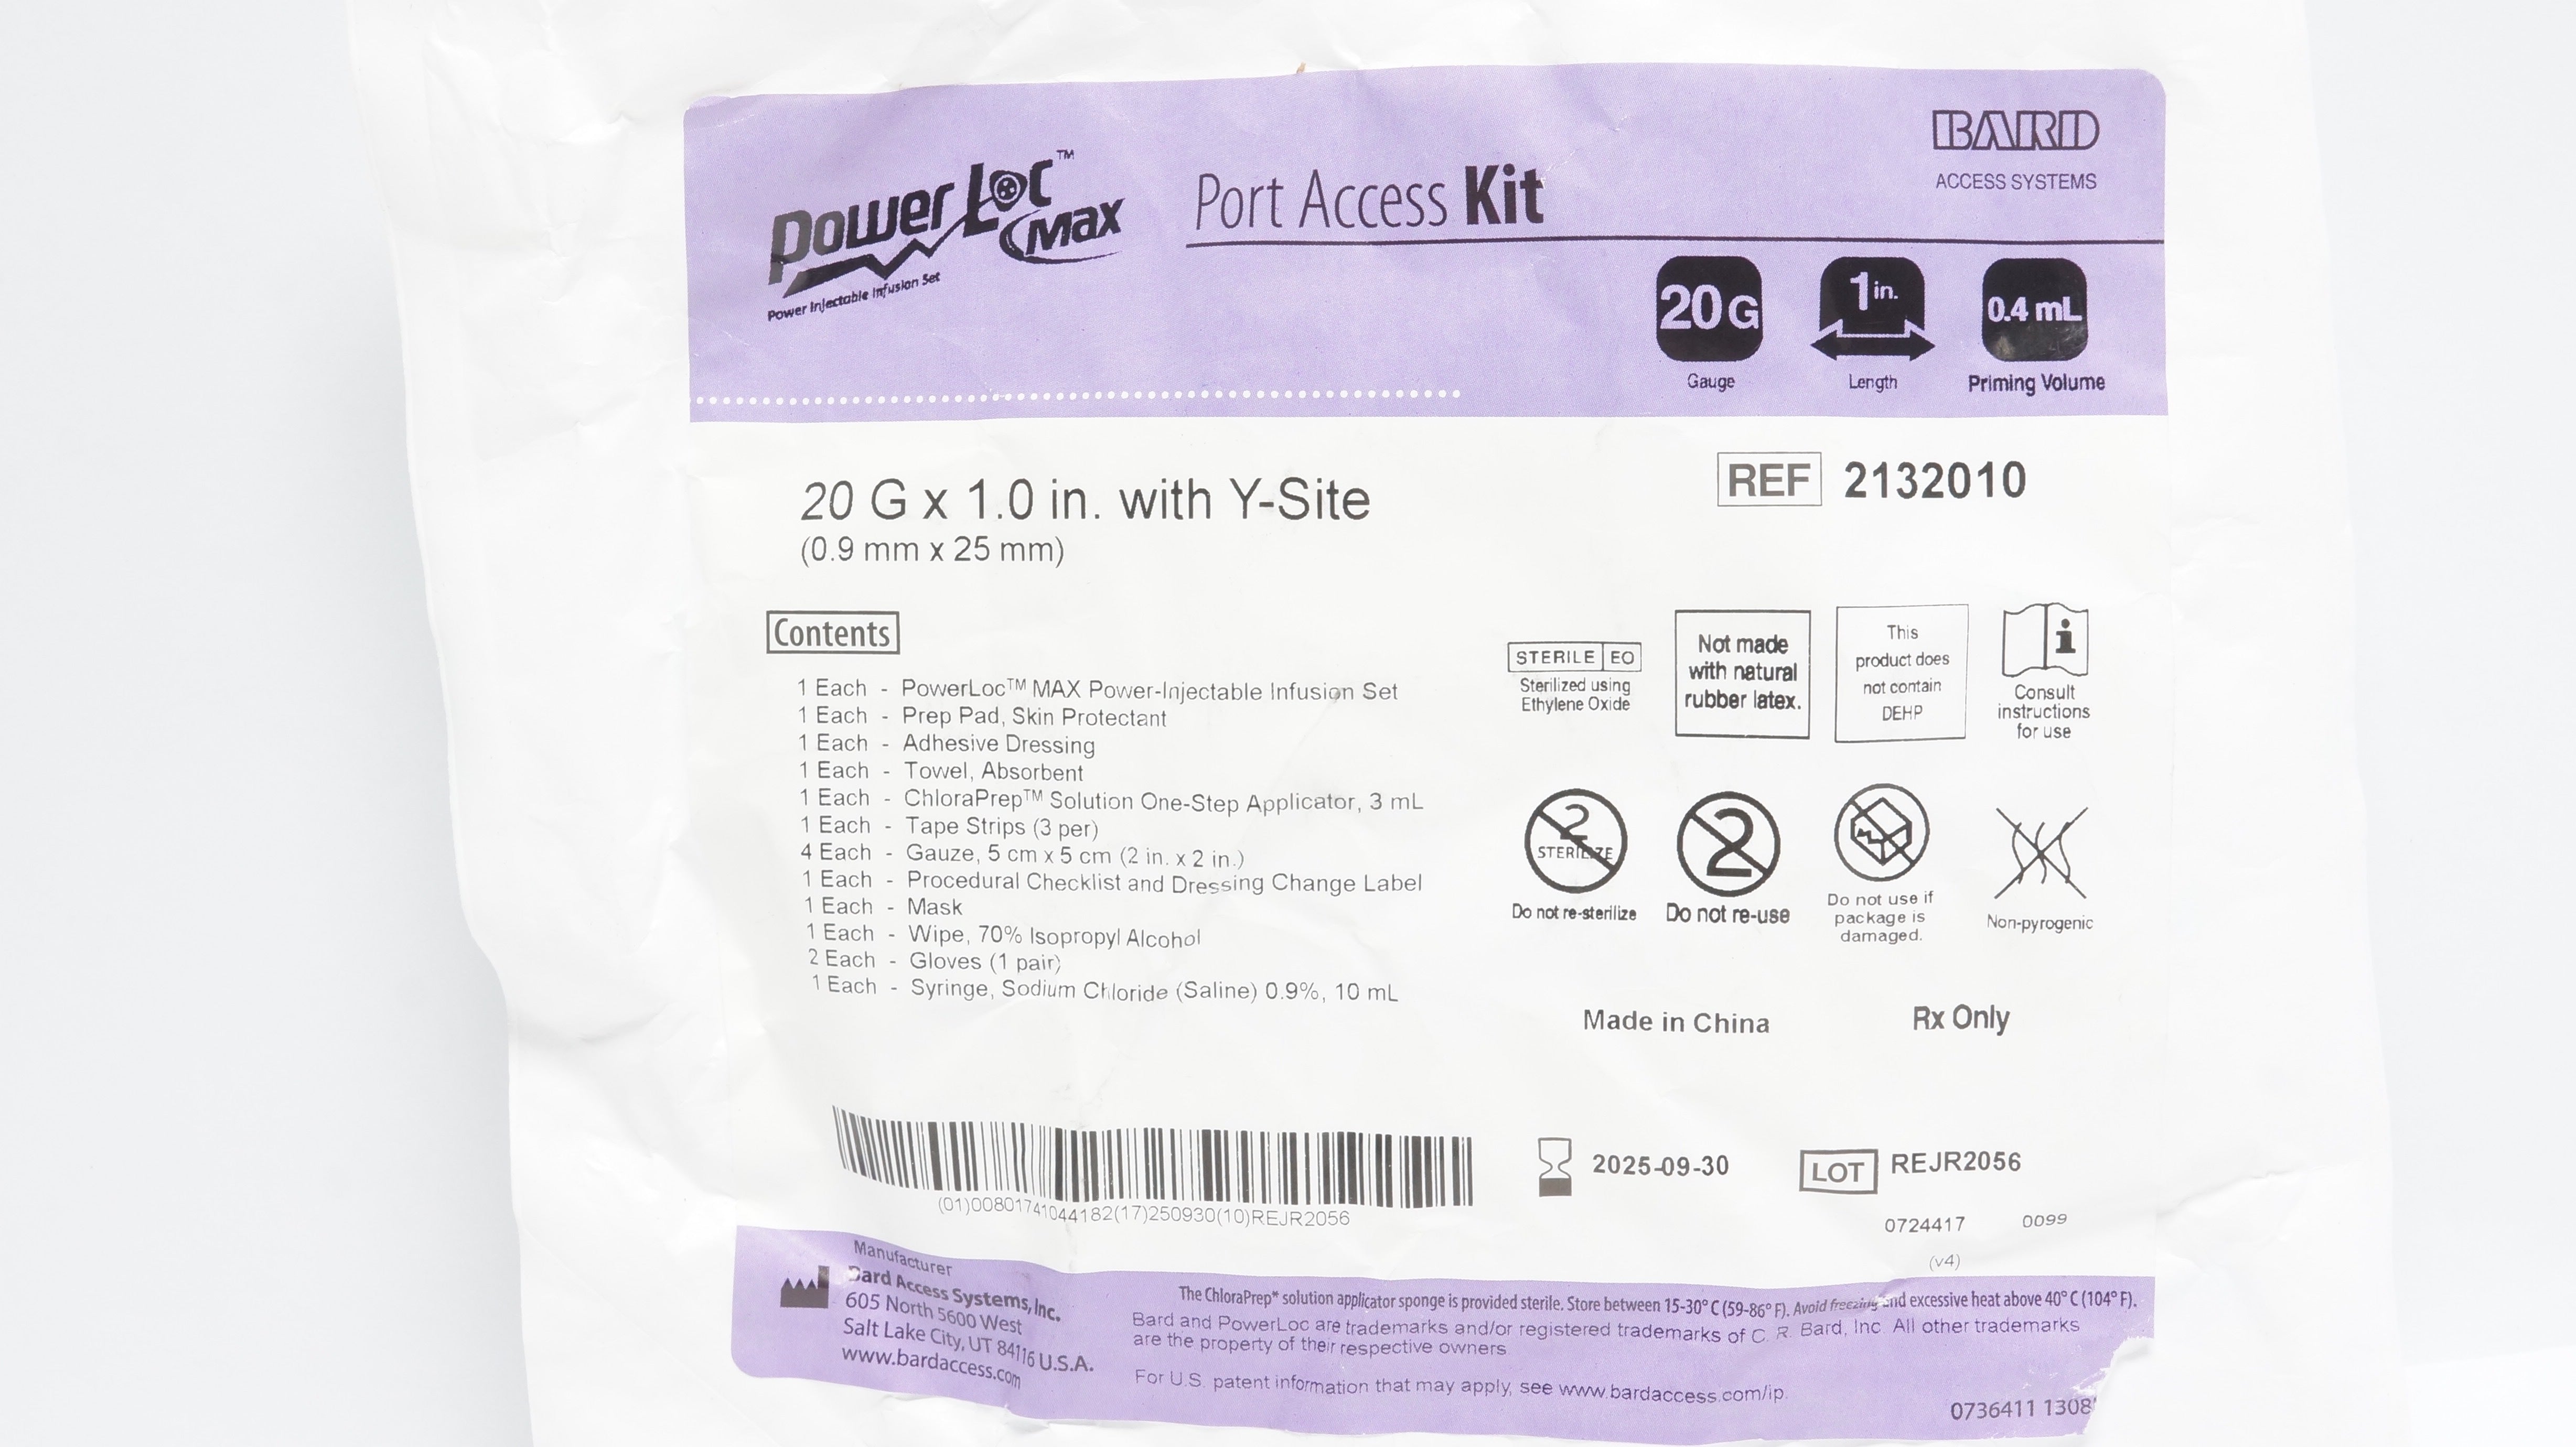 PowerLoc™ Max
Power Injectable Infusion Set
Port Access Kit
BARD
ACCESS SYSTEMS
20G
Gauge
1 in.
Length
0.4 mL
Priming Volume
20 G x 1.0 in. with Y-Site
(0.9 mm x 25 mm)
REF 2132010
Contents
1 Each - PowerLoc™ MAX Power-Injectable Infusion Set
1 Each - Prep Pad, Skin Protectant
1 Each - Adhesive Dressing
1 Each - Towel, Absorbent
1 Each - ChloraPrep™ Solution One-Step Applicator, 3 mL
1 Each - Tape Strips (3 per)
4 Each - Gauze, 5 cm x 5 cm (2 in. x 2 in.)
1 Each - Procedural Checklist and Dressing Change Label
1 Each - Mask
1 Each - Wipe, 70% Isopropyl Alcohol
2 Each - Gloves (1 pair)
1 Each - Syringe, Sodium Chloride (Saline) 0.9%, 10 mL
STERILE EO
Sterilized using
Ethylene Oxide
Not made
with natural
rubber latex.
This
product does
not contain
DEHP
i
Consult
instructions
for use
2
STERILIZE
Do not re-sterilize
2
Do not re-use
Do not use if
package is
damaged.
Non-pyrogenic
Made in China
Rx Only
(01)00801741044182(17)250930(10)REJR2056
2025-09-30
LOT REJR2056
0724417 0099
(v4)
Manufacturer
Bard Access Systems, Inc.
605 North 5600 West
Salt Lake City, UT 84116 U.S.A.
www.bardaccess.com
The ChloraPrep* solution applicator sponge is provided sterile. Store between 15-30° C (59-86° F). Avoid freezing and excessive heat above 40° C (104° F).
Bard and PowerLoc are trademarks and/or registered trademarks of C. R. Bard, Inc. All other trademarks
are the property of their respective owners.
For U.S. patent information that may apply, see www.bardaccess.com/ip.
0736411 1308